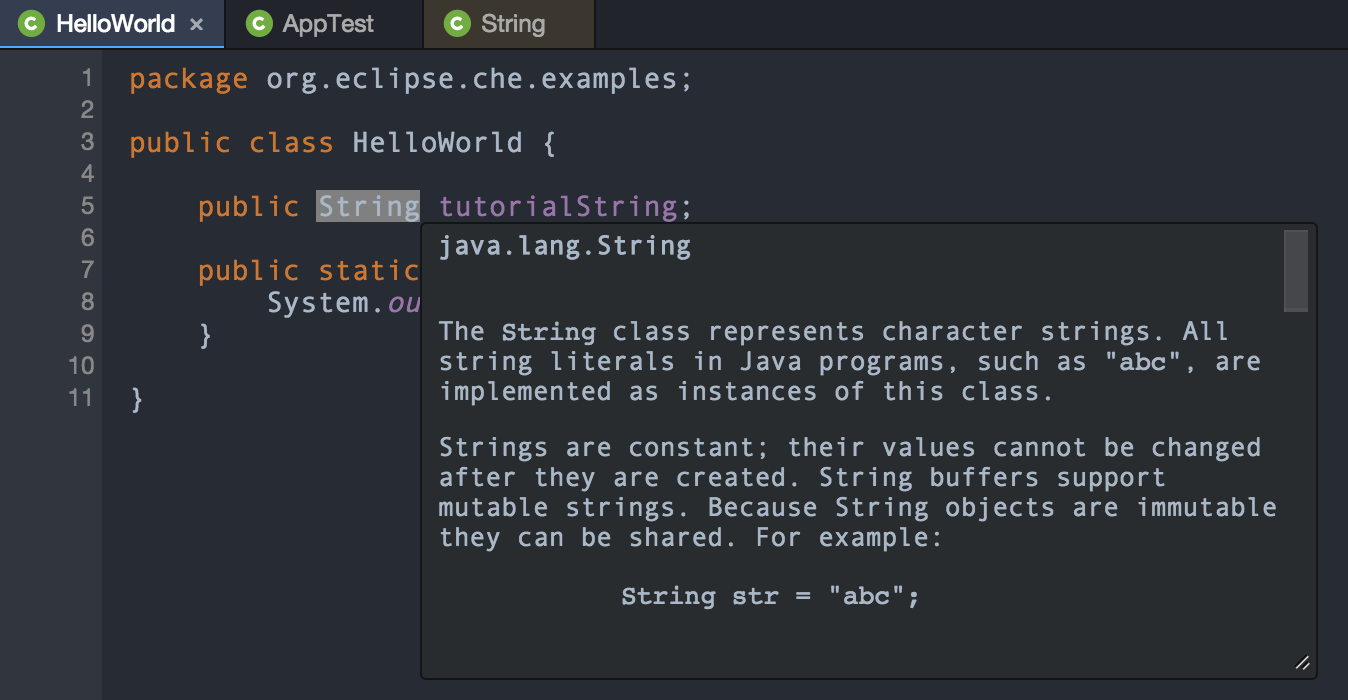 C HelloWorld × C AppTest C String
1 package org.eclipse.che.examples;
2
3 public class HelloWorld {
4
5 public String tutorialString;
6
7 public static
8 System.ou
9 }
10
11 }
java.lang.String
The String class represents character strings. All
string literals in Java programs, such as "abc", are
implemented as instances of this class.
Strings are constant; their values cannot be changed
after they are created. String buffers support
mutable strings. Because String objects are immutable
they can be shared. For example:
String str = "abc";